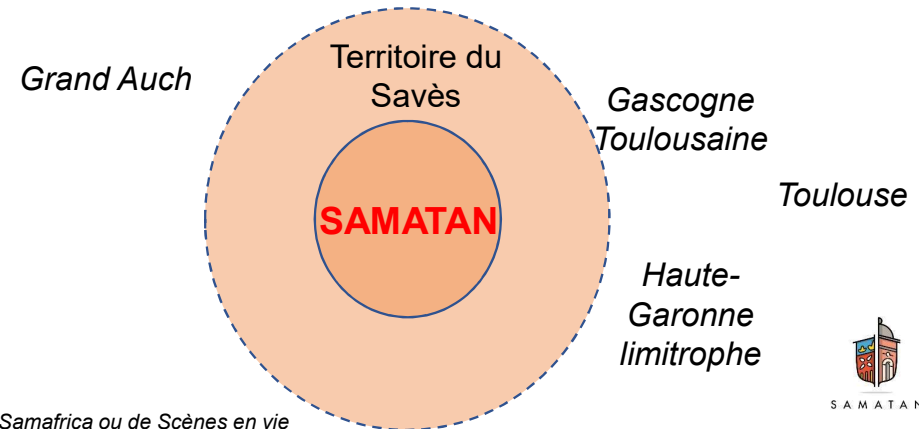 Grand Auch
Territoire du
Savès
Gascogne
Toulousaine
SAMATAN
Toulouse
Haute-
Garonne
limitrophe
SAMATAN
Samafrica ou de Scènes en vie